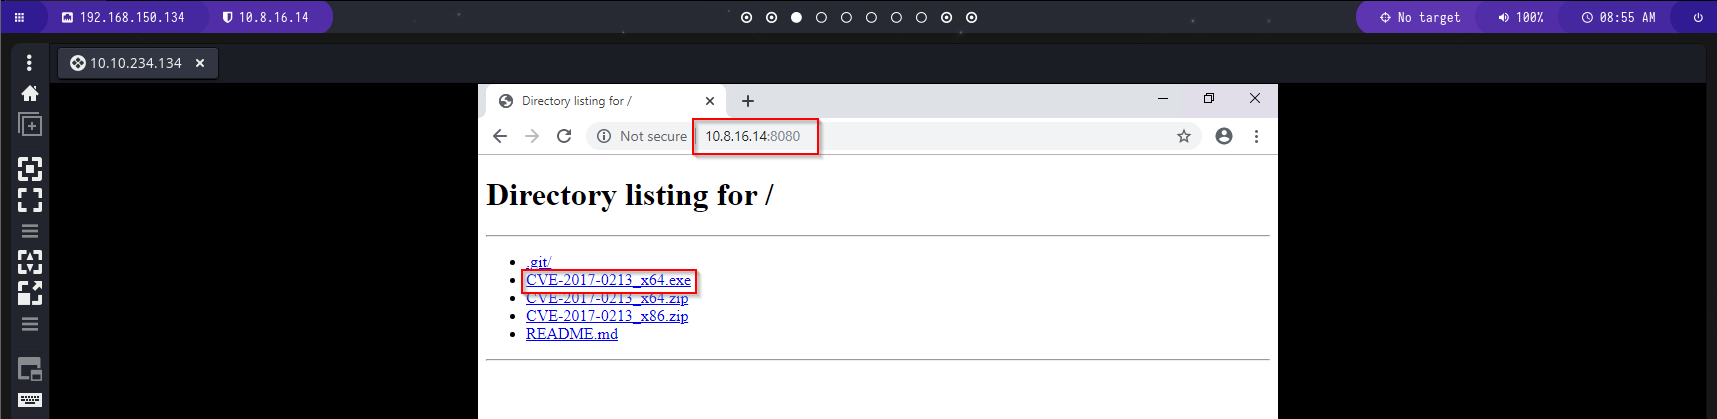 192.168.150.134 10.8.16.14 No target 100% 08:55 AM
10.10.234.134
Directory listing for /
Not secure 10.8.16.14:8080
Directory listing for /
.git/
CVE-2017-0213_x64.exe
CVE-2017-0213_x64.zip
CVE-2017-0213_x86.zip
README.md